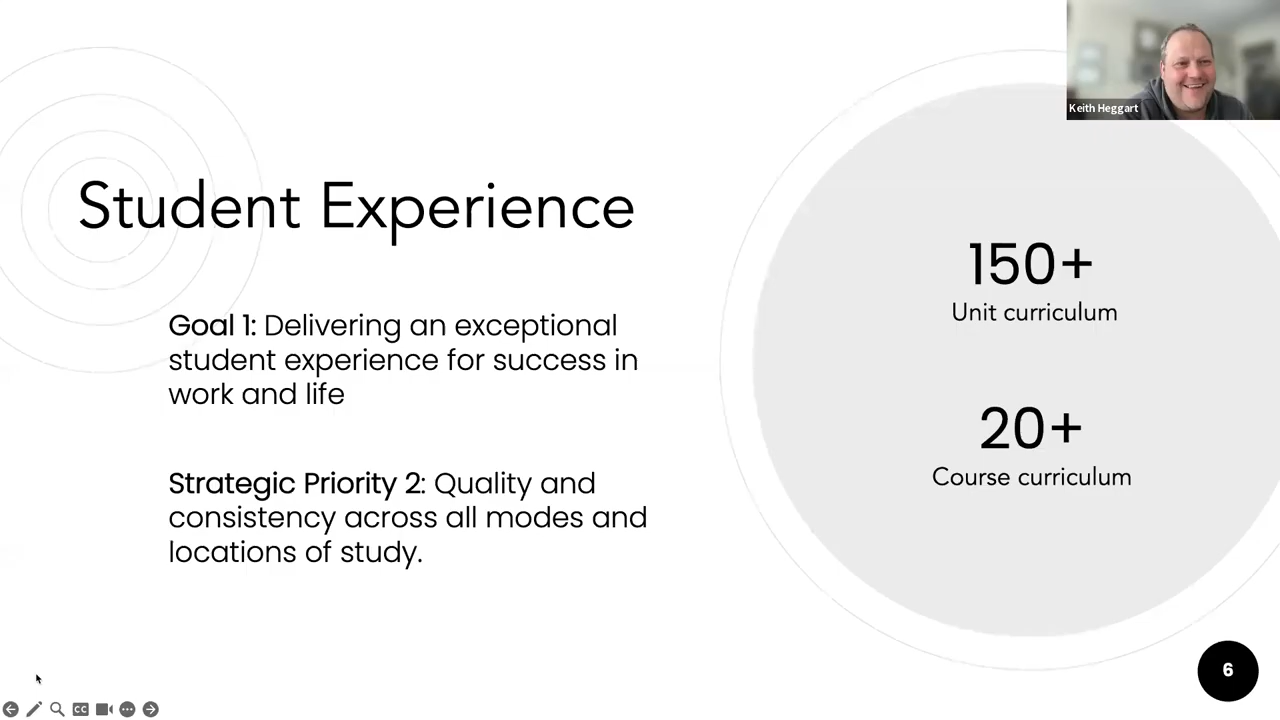 Keith Heggart
Student Experience
Goal 1: Delivering an exceptional
student experience for success in
work and life
Strategic Priority 2: Quality and
consistency across all modes and
locations of study.
150+
Unit curriculum
20+
Course curriculum
6
CC